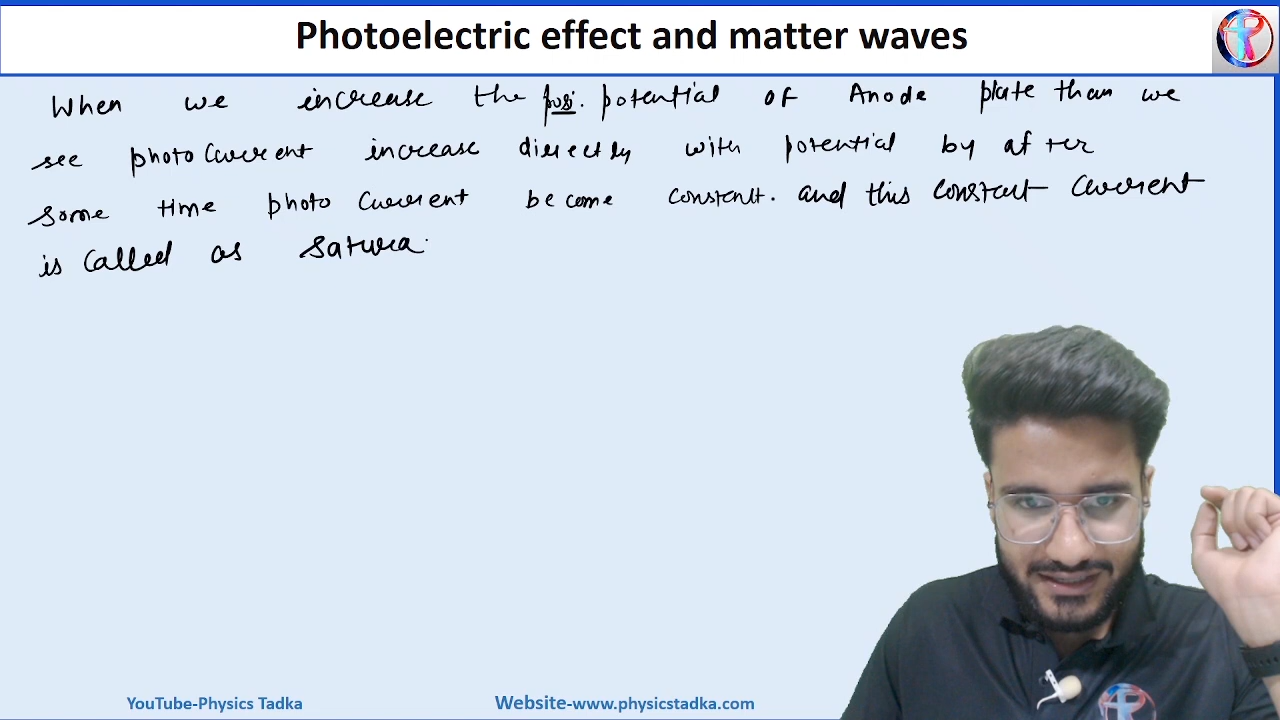 Photoelectric effect and matter waves
When we increase the posi. potential of Anode plate than we
see photo Current increase directly with potential by after
some time photo Current become constant. and this constant Current
is called as satura
YouTube-Physics Tadka
Website-www.physicstadka.com